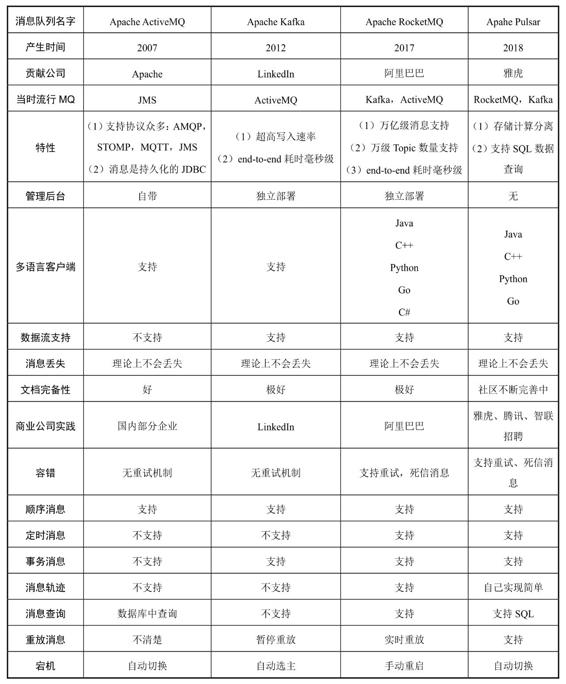 消息队列名字 Apache ActiveMQ Apache Kafka Apache RocketMQ Apahe Pulsar
产生时间 2007 2012 2017 2018
贡献公司 Apache LinkedIn 阿里巴巴 雅虎
当时流行 MQ JMS ActiveMQ Kafka，ActiveMQ RocketMQ，Kafka
特性
（1）支持协议众多：AMQP，
STOMP，MQTT，JMS
（2）消息是持久化的 JDBC
（1）超高写入速率
（2）end-to-end 耗时毫秒级
（1）万亿级消息支持
（2）万级 Topic 数量支持
（3）end-to-end 耗时毫秒级
（1）存储计算分离
（2）支持 SQL 数据
查询
管理后台 自带 独立部署 独立部署 无
多语言客户端 支持 支持
Java
C++
Python
Go
C#
Java
C++
Python
Go
数据流支持 不支持 支持 支持 支持
消息丢失 理论上不会丢失 理论上不会丢失 理论上不会丢失 理论上不会丢失
文档完备性 好 极好 极好 社区不断完善中
商业公司实践 国内部分企业 LinkedIn 阿里巴巴
雅虎、腾讯、智联
招聘
容错 无重试机制 无重试机制 支持重试，死信消息
支持重试、死信消
息
顺序消息 支持 支持 支持 支持
定时消息 不支持 不支持 支持 支持
事务消息 不支持 支持 支持 支持
消息轨迹 不支持 不支持 支持 自己实现简单
消息查询 数据库中查询 不支持 支持 支持 SQL
重放消息 不清楚 暂停重放 实时重放 支持
宕机 自动切换 自动选主 手动重启 自动切换